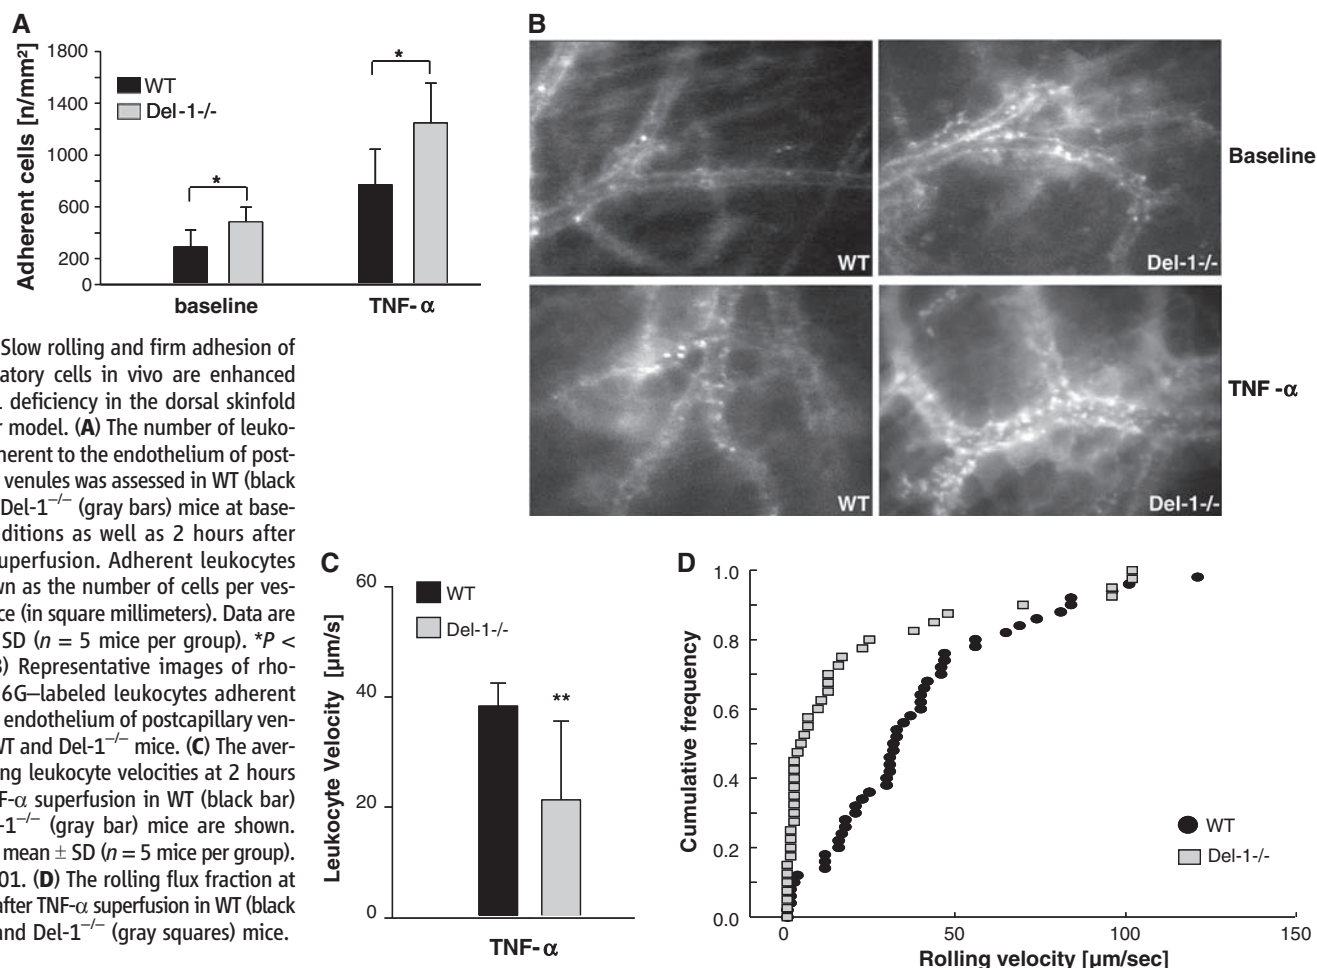 A
Adherent cells [n/mm²]
1800
1400
1000
600
200
0
WT
Del-1-/-
*
*
baseline
TNF-α
B
Baseline
WT
Del-1-/-
TNF -α
WT
Del-1-/-
Slow rolling and firm adhesion of
atory cells in vivo are enhanced
deficiency in the dorsal skinfold
r model. (A) The number of leuko-
herent to the endothelium of post-
venules was assessed in WT (black
Del-1−/− (gray bars) mice at base-
ditions as well as 2 hours after
uperfusion. Adherent leukocytes
wn as the number of cells per ves-
ce (in square millimeters). Data are
SD (n = 5 mice per group). *P <
3) Representative images of rho-
6G–labeled leukocytes adherent
endothelium of postcapillary ven-
WT and Del-1−/− mice. (C) The aver-
ng leukocyte velocities at 2 hours
F-α superfusion in WT (black bar)
-1−/− (gray bar) mice are shown.
mean ± SD (n = 5 mice per group).
01. (D) The rolling flux fraction at
after TNF-α superfusion in WT (black
and Del-1−/− (gray squares) mice.
C
Leukocyte Velocity [µm/s]
60
40
20
0
WT
Del-1-/-
**
TNF-α
D
Cumulative frequency
1.0
0.8
0.6
0.4
0.2
0.0
WT
Del-1-/-
0
50
100
150
Rolling velocity [µm/sec]